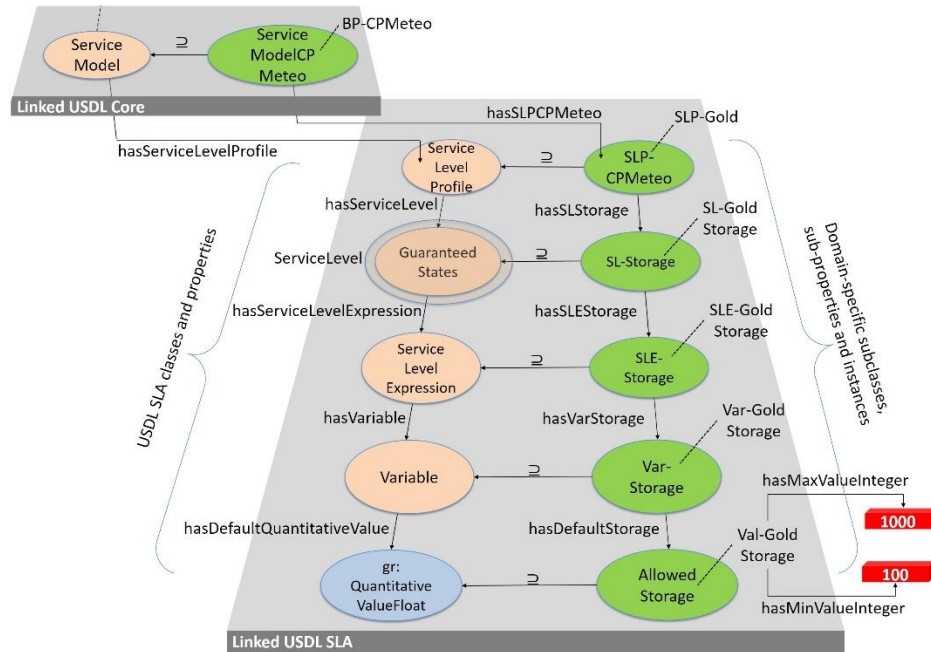 BP-CPMeteo
Service
Model
⊇
Service
ModelCP
Meteo
Linked USDL Core
hasSLPCPMeteo
SLP-Gold
hasServiceLevelProfile
Service
Level
Profile
⊇
SLP-
CPMeteo
hasServiceLevel
hasSLStorage
SL-Gold
Storage
ServiceLevel
Guaranteed
States
⊇
SL-Storage
hasServiceLevelExpression
hasSLEStorage
SLE-Gold
Storage
Service
Level
Expression
⊇
SLE-
Storage
hasVariable
hasVarStorage
Var-Gold
Storage
Variable
⊇
Var-
Storage
hasMaxValueInteger
1000
hasDefaultQuantitativeValue
hasDefaultStorage
Val-Gold
Storage
gr:
Quantitative
ValueFloat
⊇
Allowed
Storage
100
hasMinValueInteger
Linked USDL SLA
USDL SLA classes and properties
Domain-specific subclasses,
sub-properties and instances